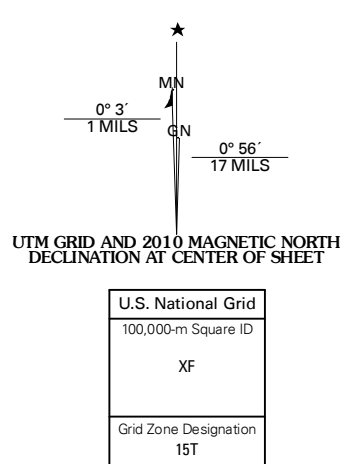 MN
0° 3´
1 MILS
GN
0° 56´
17 MILS
UTM GRID AND 2010 MAGNETIC NORTH
DECLINATION AT CENTER OF SHEET
U.S. National Grid
100,000-m Square ID
XF
Grid Zone Designation
15T